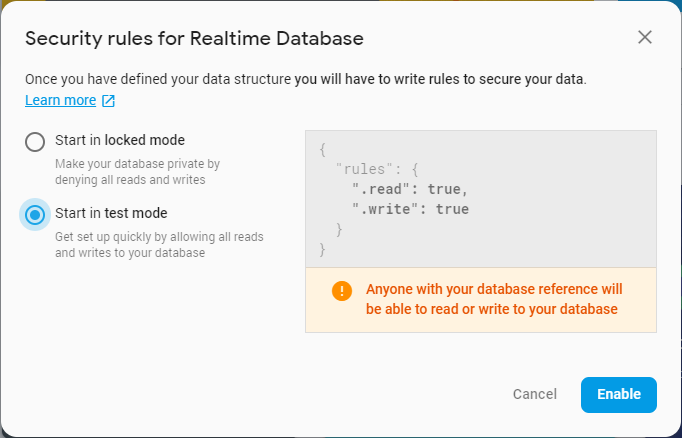 Security rules for Realtime Database
Once you have defined your data structure you will have to write rules to secure your data.
Learn more
Start in locked mode
Make your database private by
denying all reads and writes
Start in test mode
Get set up quickly by allowing all reads
and writes to your database
{
"rules": {
".read": true,
".write": true
}
}
Anyone with your database reference will
be able to read or write to your database
Cancel
Enable